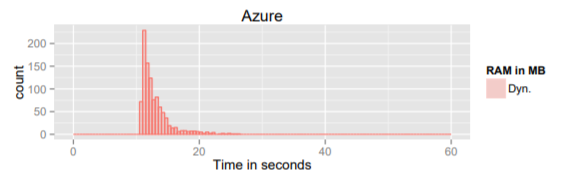 Azure
200
150
100
50
0
count
0 20 40 60
Time in seconds
RAM in MB
Dyn.